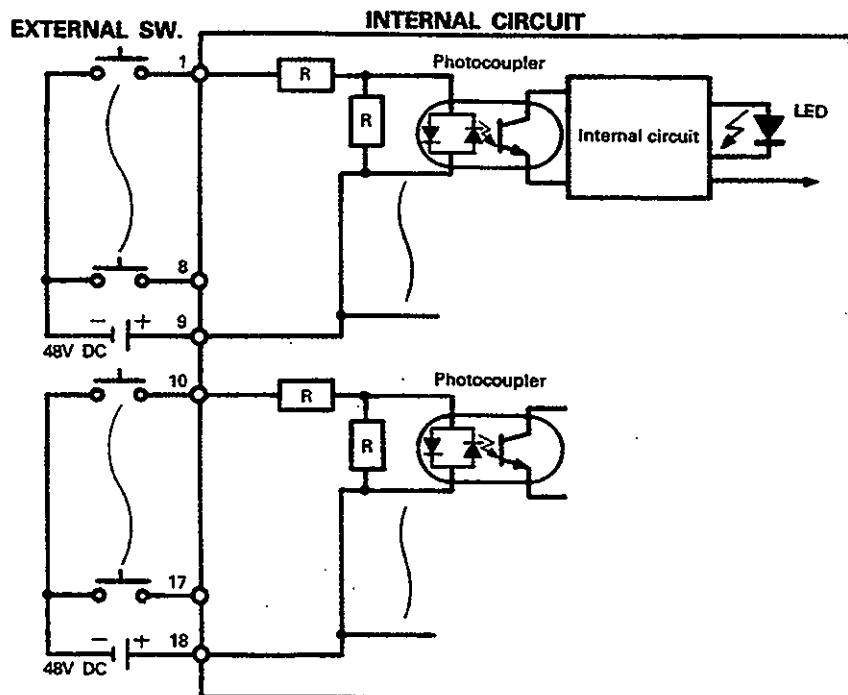 EXTERNAL SW.
INTERNAL CIRCUIT
1
R
R
Photocoupler
Internal circuit
LED
8
9
− +
48V DC
10
R
R
Photocoupler
17
18
− +
48V DC